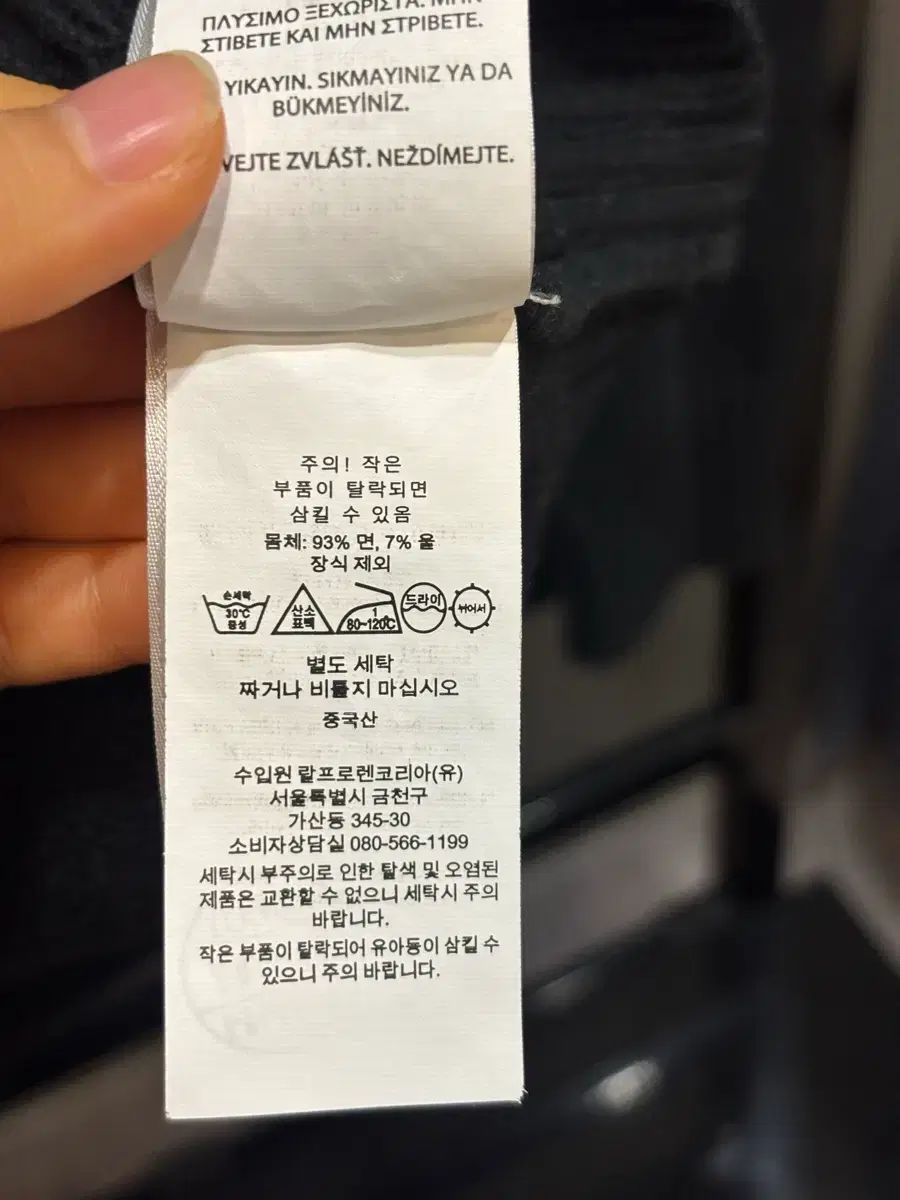 ΠΛΥΣΙΜΟ ΞΕΧΩΡΙΣΤΑ. ΜΗΝ
ΣΤΙΒΕΤΕ ΚΑΙ ΜΗΝ ΣΤΡΙΒΕΤΕ.
YIKAYIN. SIKMAYINIZ YA DA
BÜKMEYİNİZ.
ZVLÁŠŤ. NEŽDÍMEJTE.
주의! 작은
부품이 탈락되면
삼킬 수 있음
몸체: 93% 면, 7% 울
장식 제외
손세탁
30℃
중성
산소
표백
1
80~120℃
드라이
뉘어서
별도 세탁
짜거나 비틀지 마십시오
중국산
수입원 랄프로렌코리아(유)
서울특별시 금천구
가산동 345-30
소비자상담실 080-566-1199
세탁시 부주의로 인한 탈색 및 오염된
제품은 교환할 수 없으니 세탁시 주의
바랍니다.
작은 부품이 탈락되어 유아동이 삼킬 수
있으니 주의 바랍니다.